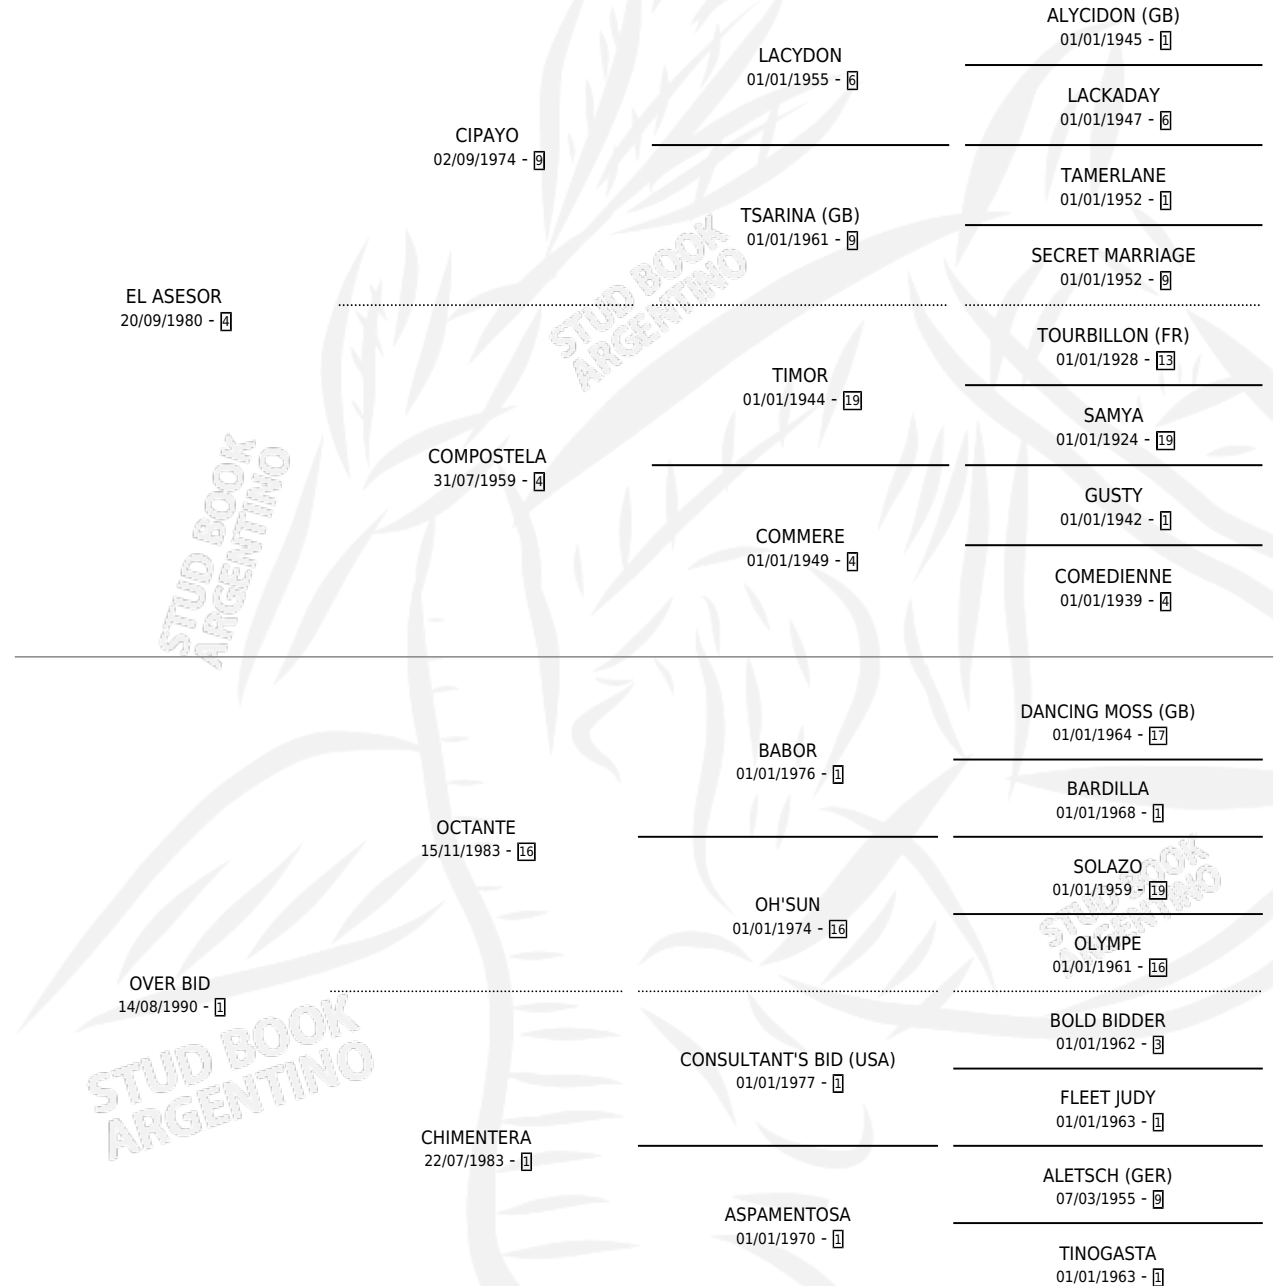 ALYCIDON (GB)
01/01/1945 - 1
LACYDON
01/01/1955 - 6
LACKADAY
01/01/1947 - 6
CIPAYO
02/09/1974 - 9
TAMERLANE
01/01/1952 - 1
TSARINA (GB)
01/01/1961 - 9
SECRET MARRIAGE
01/01/1952 - 9
EL ASESOR
20/09/1980 - 4
TOURBILLON (FR)
01/01/1928 - 13
TIMOR
01/01/1944 - 19
SAMYA
01/01/1924 - 19
COMPOSTELA
31/07/1959 - 4
GUSTY
01/01/1942 - 1
COMMERE
01/01/1949 - 4
COMEDIENNE
01/01/1939 - 4
DANCING MOSS (GB)
01/01/1964 - 17
BABOR
01/01/1976 - 1
BARDILLA
01/01/1968 - 1
OCTANTE
15/11/1983 - 16
SOLAZO
01/01/1959 - 19
OH'SUN
01/01/1974 - 16
OLYMPE
01/01/1961 - 16
OVER BID
14/08/1990 - 1
BOLD BIDDER
01/01/1962 - 3
CONSULTANT'S BID (USA)
01/01/1977 - 1
FLEET JUDY
01/01/1963 - 1
CHIMENTERA
22/07/1983 - 1
ALETSCH (GER)
07/03/1955 - 9
ASPAMENTOSA
01/01/1970 - 1
TINOGASTA
01/01/1963 - 1
STUD BOOK
ARGENTINO
STUD BOOK
ARGENTINO
STUD BOOK
ARGENTINO
STUD BOOK
ARGENTINO